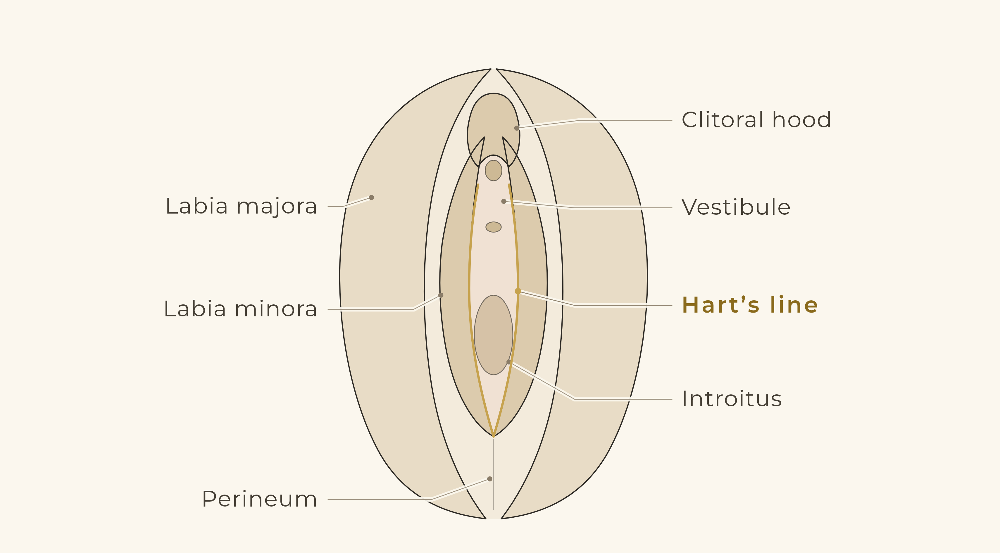 Clitoral hood
Labia majora
Vestibule
Labia minora
Hart’s line
Introitus
Perineum